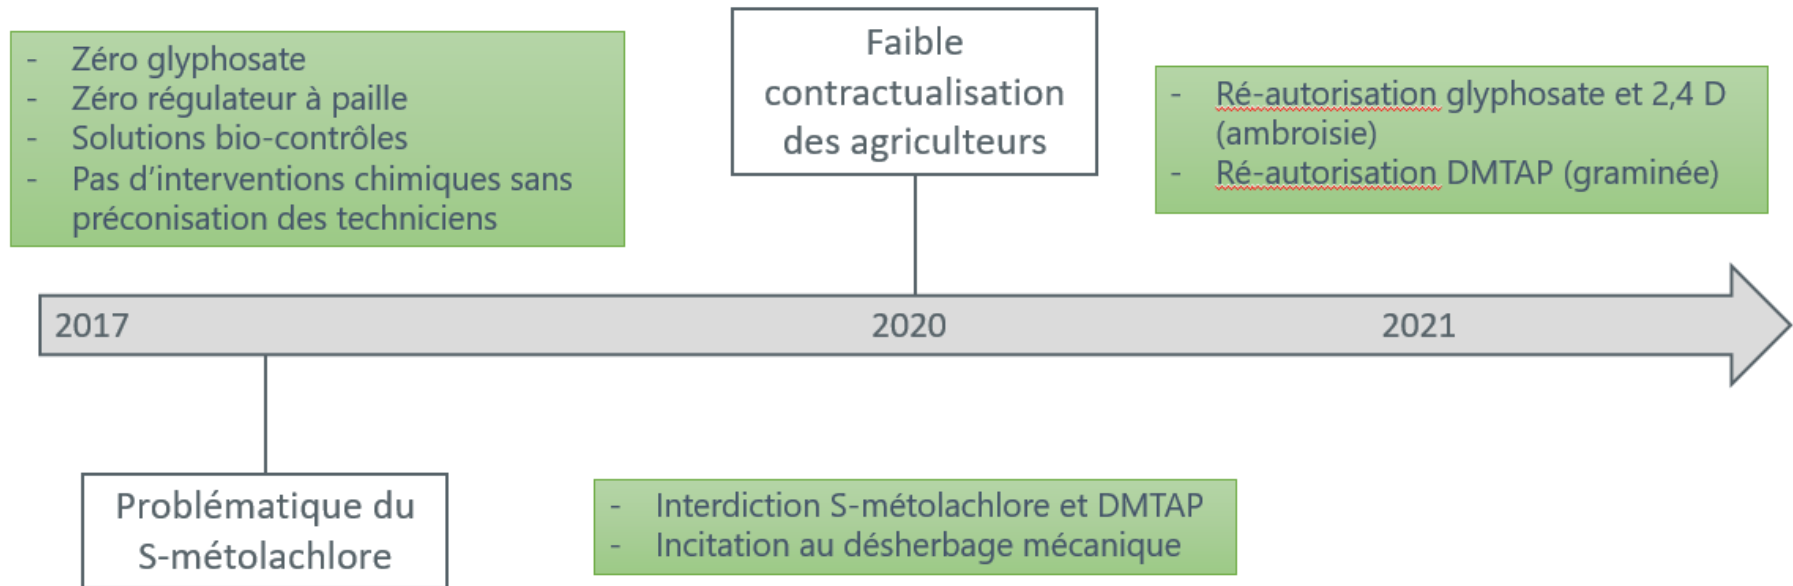 - Zéro glyphosate
- Zéro régulateur à paille
- Solutions bio-contrôles
- Pas d'interventions chimiques sans
préconisation des techniciens
Faible
contractualisation
des agriculteurs
- Ré-autorisation glyphosate et 2,4 D
(ambroisie)
- Ré-autorisation DMTAP (graminée)
2017
2020
2021
Problématique du
S-métolachlore
- Interdiction S-métolachlore et DMTAP
- Incitation au désherbage mécanique